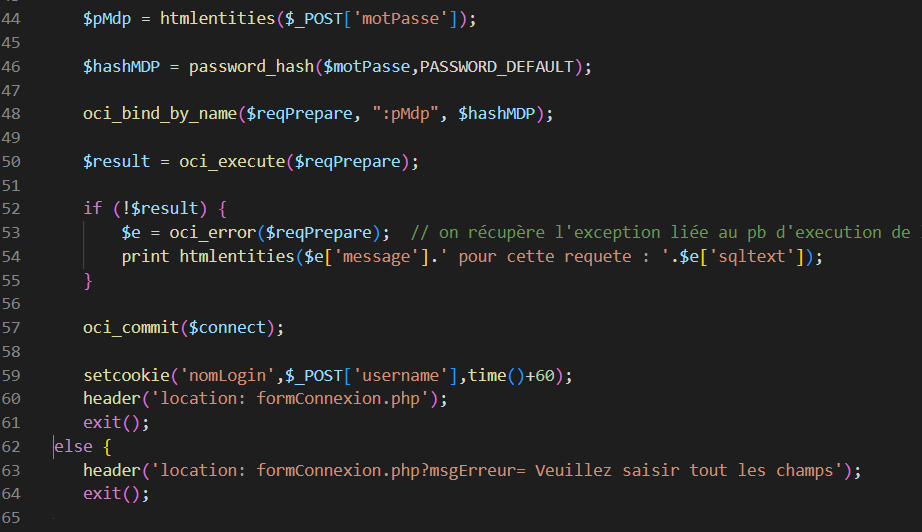 44 $pMdp = htmlentities($_POST['motPasse']);
45
46 $hashMDP = password_hash($motPasse,PASSWORD_DEFAULT);
47
48 oci_bind_by_name($reqPrepare, ":pMdp", $hashMDP);
49
50 $result = oci_execute($reqPrepare);
51
52 if (!$result) {
53 $e = oci_error($reqPrepare);  // on récupère l'exception liée au pb d'execution de
54 print htmlentities($e['message'].' pour cette requete : '.$e['sqltext']);
55 }
56
57 oci_commit($connect);
58
59 setcookie('nomLogin',$_POST['username'],time()+60);
60 header('location: formConnexion.php');
61 exit();
62 else {
63 header('location: formConnexion.php?msgErreur= Veuillez saisir tout les champs');
64 exit();
65